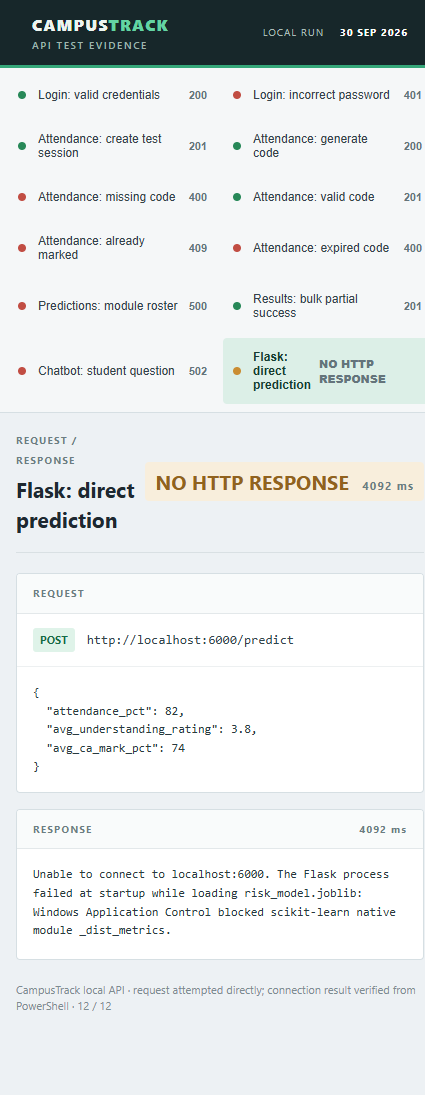 CAMPUSTRACK
API TEST EVIDENCE
LOCAL RUN 30 SEP 2026
Login: valid credentials 200
Login: incorrect password 401
Attendance: create test
session
201
Attendance: generate
code
200
Attendance: missing code 400
Attendance: valid code 201
Attendance: already
marked
409
Attendance: expired code 400
Predictions: module roster 500
Results: bulk partial
success
201
Chatbot: student question 502
Flask:
direct
prediction
NO HTTP
RESPONSE
REQUEST /
RESPONSE
Flask: direct
prediction
NO HTTP RESPONSE 4092 ms
REQUEST
POST http://localhost:6000/predict
{
"attendance_pct": 82,
"avg_understanding_rating": 3.8,
"avg_ca_mark_pct": 74
}
RESPONSE 4092 ms
Unable to connect to localhost:6000. The Flask process
failed at startup while loading risk_model.joblib:
Windows Application Control blocked scikit-learn native
module _dist_metrics.
CampusTrack local API · request attempted directly; connection result verified from
PowerShell · 12 / 12